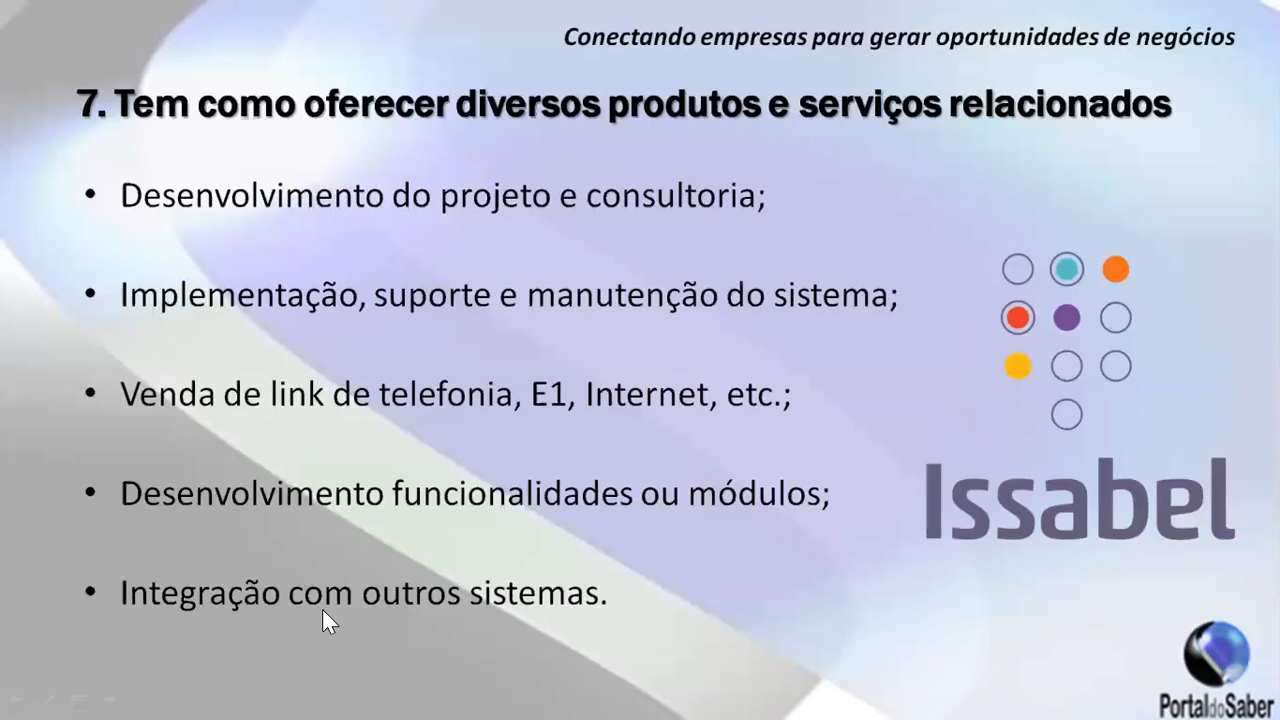 Conectando empresas para gerar oportunidades de negócios
7. Tem como oferecer diversos produtos e serviços relacionados
• Desenvolvimento do projeto e consultoria;
• Implementação, suporte e manutenção do sistema;
• Venda de link de telefonia, E1, Internet, etc.;
• Desenvolvimento funcionalidades ou módulos;
• Integração com outros sistemas.
Issabel
PortaldoSaber